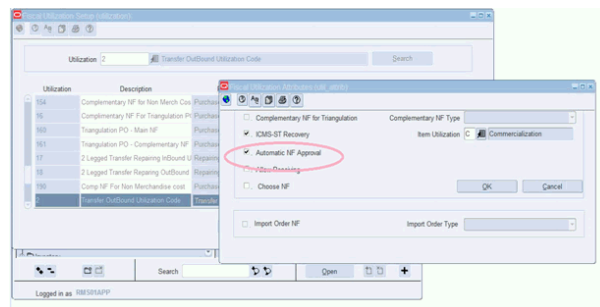 Fiscal Utilization Setup (utilization)
Utilization 2 Transfer OutBound Utilization Code Search
Utilization Description
154 Complementary NF for Non Merch Cos Purchase
16 Complementary NF For Triangulation PO Purchase
160 Triangulation PO - Main NF Purchase
161 Triangulation PO - Complementary NF Purchase
17 2 Legged Transfer Repairing InBound U Repairing
18 2 Legged Transfer Repairing OutBound Repairing
190 Comp NF For Non Merchandise cost Purchase
2 Transfer OutBound Utilization Code Transfer
Search Open
Logged in as RMS01APP
Fiscal Utilization Attributes
Complementary NF for Triangulation Complementary NF Type
ICMS-ST Recovery Item Utilization C Commercialization
Automatic NF Approval
Allow Receiving
Choose NF OK Cancel
Import Order NF Import Order Type